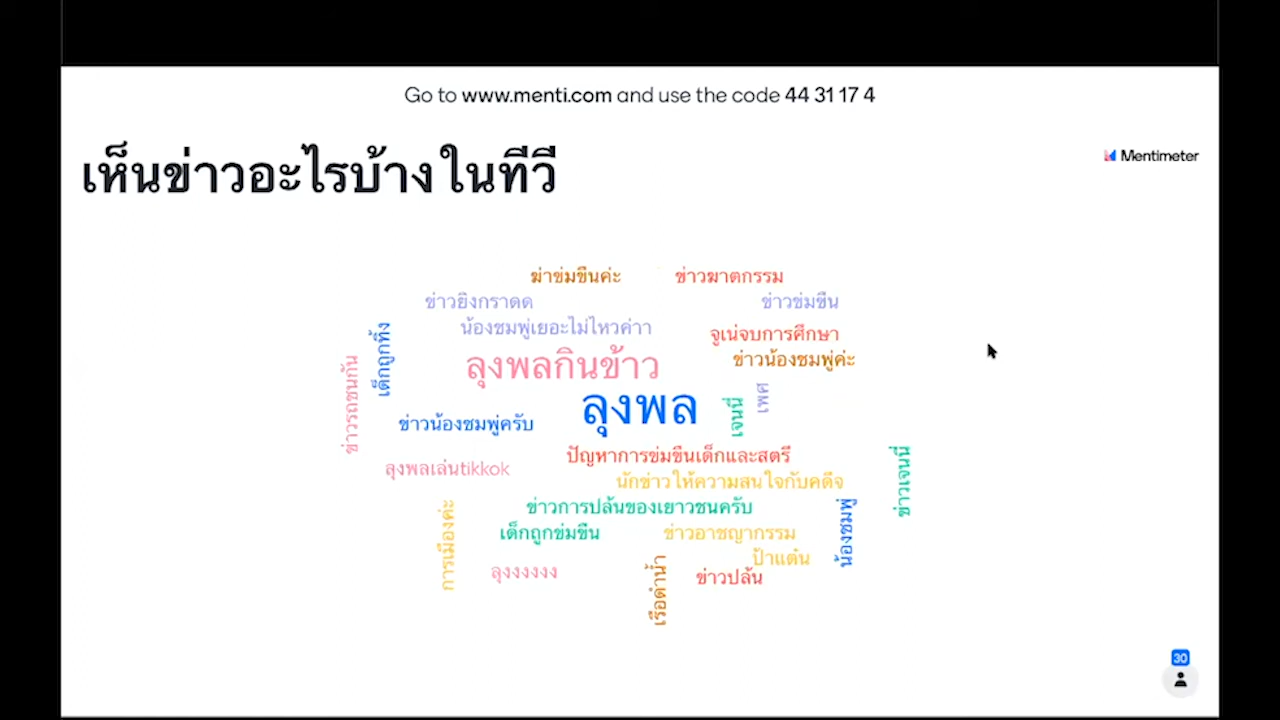 Go to www.menti.com and use the code 44 31 17 4
เห็นข่าวอะไรบ้างในทีวี
Mentimeter
ฆ่าข่มขืนค่ะ
ข่าวฆาตกรรม
ข่าวยิงกราดด
ข่าวข่มขืน
น้องชมพู่เยอะไม่ไหวค่าา
จูเน่จบการศึกษา
เด็กถูกทิ้ง
ลุงพลกินข้าว
ข่าวน้องชมพู่ค่ะ
ข่าวรถชนกัน
ลุงพล
เจนนี่
เพศ
ข่าวน้องชมพู่ครับ
ปัญหาการข่มขืนเด็กและสตรี
ลุงพลเล่นtikkok
นักข่าวให้ความสนใจกับคดีจ
ข่าวเจนนี่
ข่าวการปล้นของเยาวชนครับ
น้องชมพู่
การเมืองค่ะ
เด็กถูกข่มขืน
ข่าวอาชญากรรม
ป้าแต๋น
ลุงงงงงง
เรือดำน้ำ
ข่าวปล้น
30